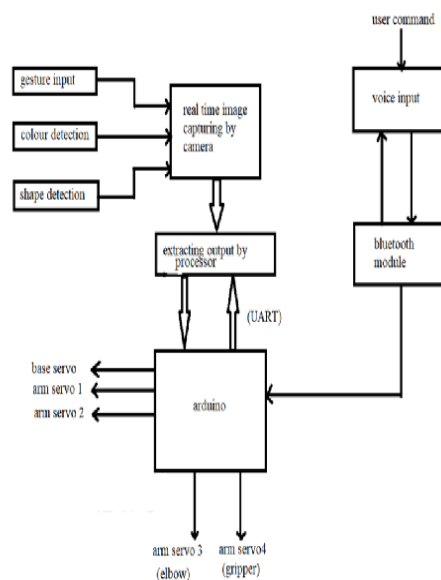 user command
gesture input
colour detection
shape detection
real time image
capturing by
camera
voice input
extracting output by
processor
bluetooth
module
(UART)
base servo
arm servo 1
arm servo 2
arduino
arm servo 3
(elbow)
arm servo4
(gripper)